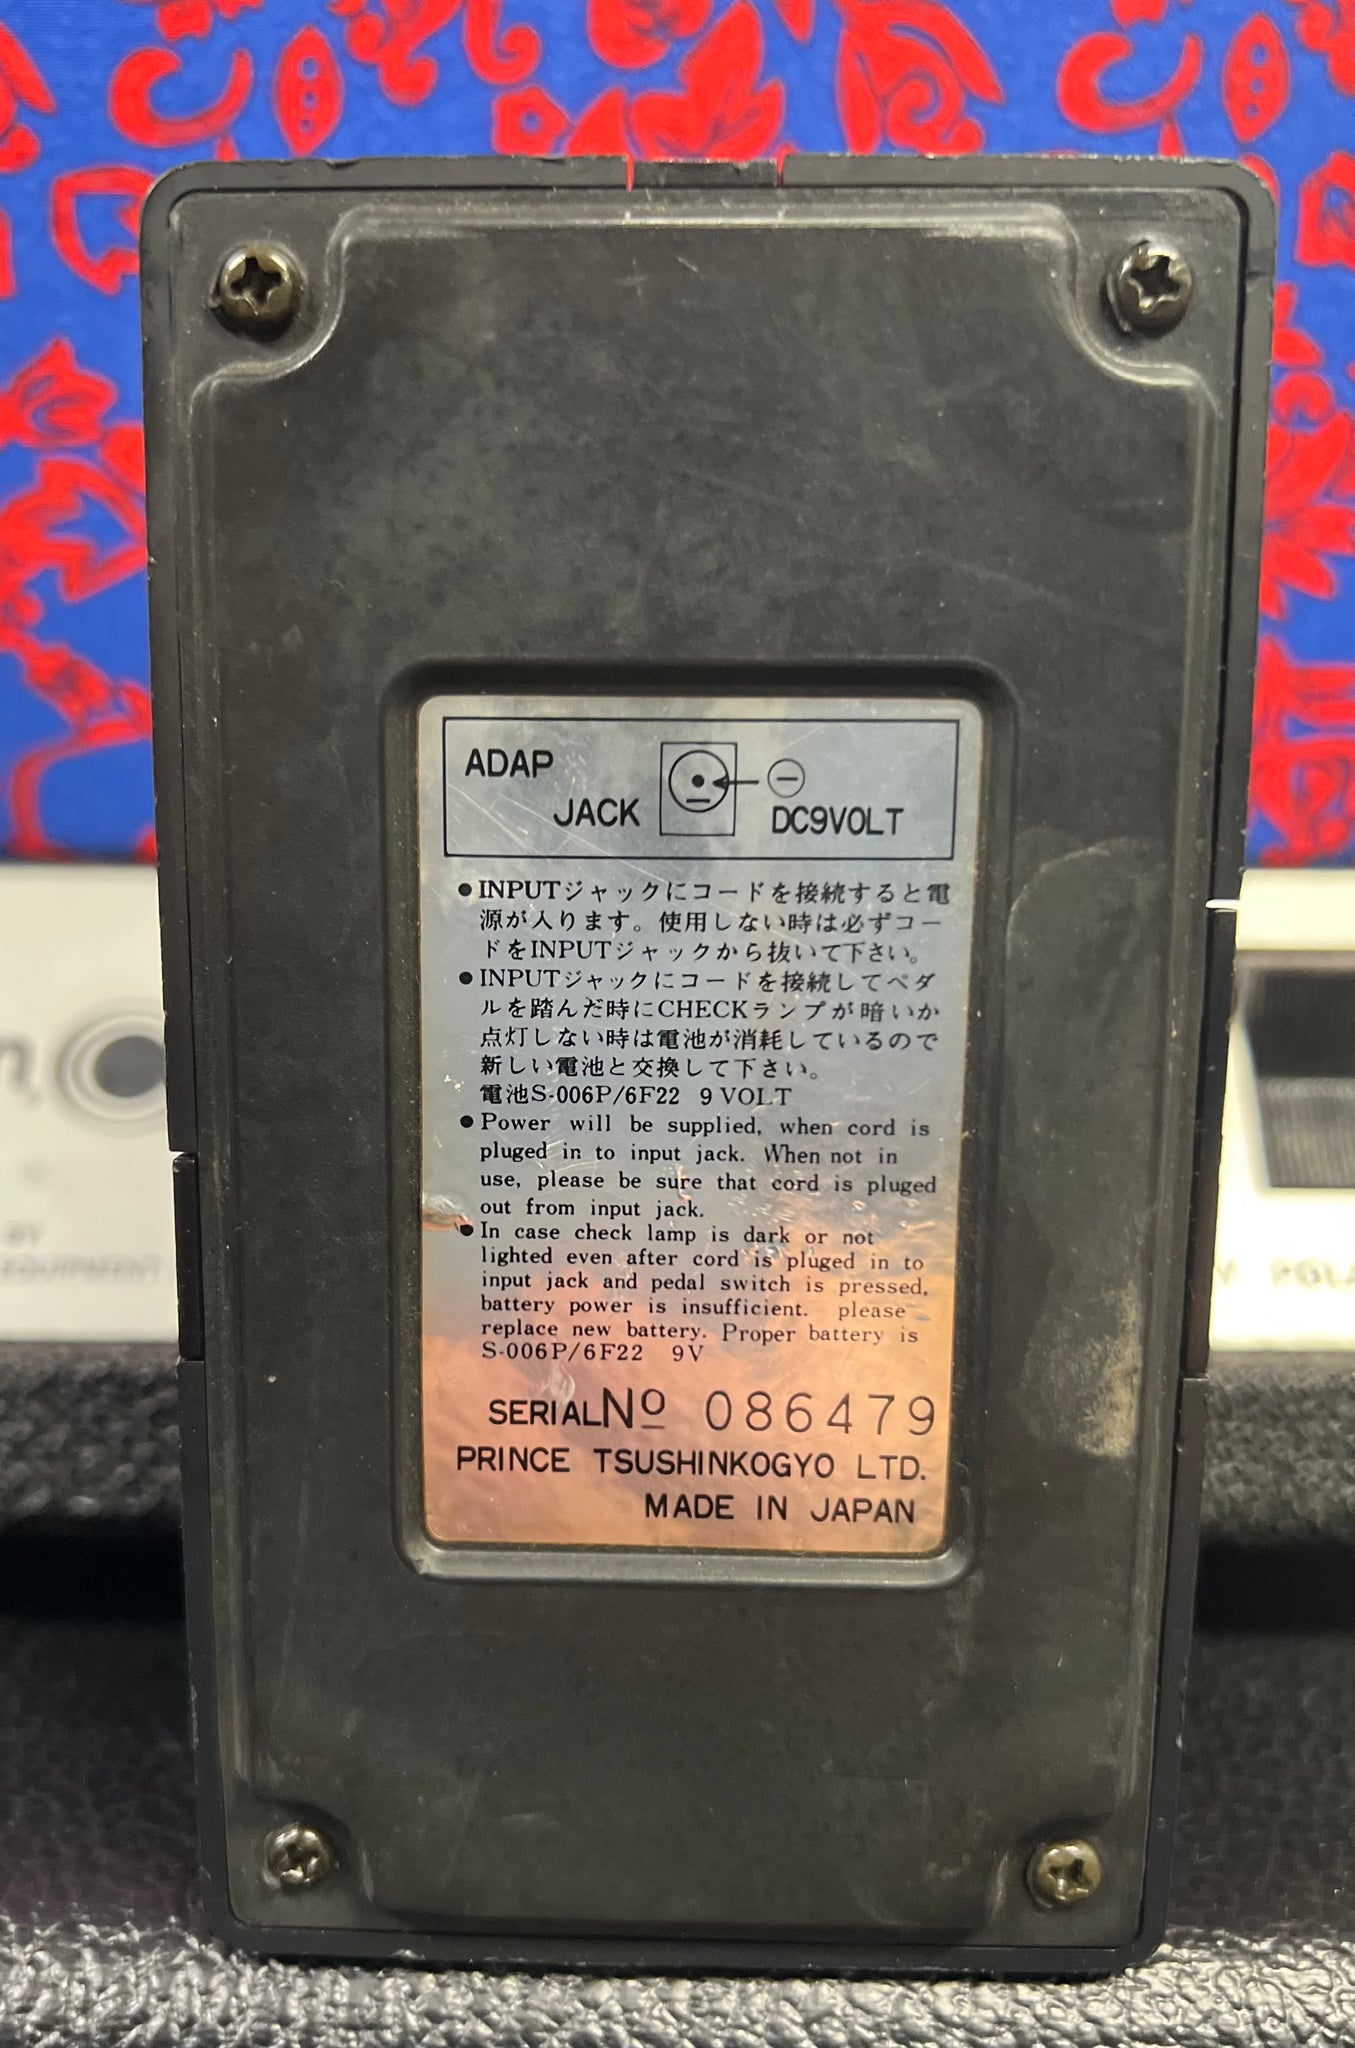 ADAP
JACK
⊖
DC9VOLT
●INPUTジャックにコードを接続すると電
源が入ります。使用しない時は必ずコー
ドをINPUTジャックから抜いて下さい。
●INPUTジャックにコードを接続してペダ
ルを踏んだ時にCHECKランプが暗いか
点灯しない時は電池が消耗しているので
新しい電池と交換して下さい。
電池S-006P/6F22 9 VOLT
●Power will be supplied, when cord is
pluged in to input jack. When not in
use, please be sure that cord is pluged
out from input jack.
●In case check lamp is dark or not
lighted even after cord is pluged in to
input jack and pedal switch is pressed,
battery power is insufficient. please
replace new battery. Proper battery is
S-006P/6F22 9V
SERIAL No 086479
PRINCE TSUSHINKOGYO LTD.
MADE IN JAPAN
BY